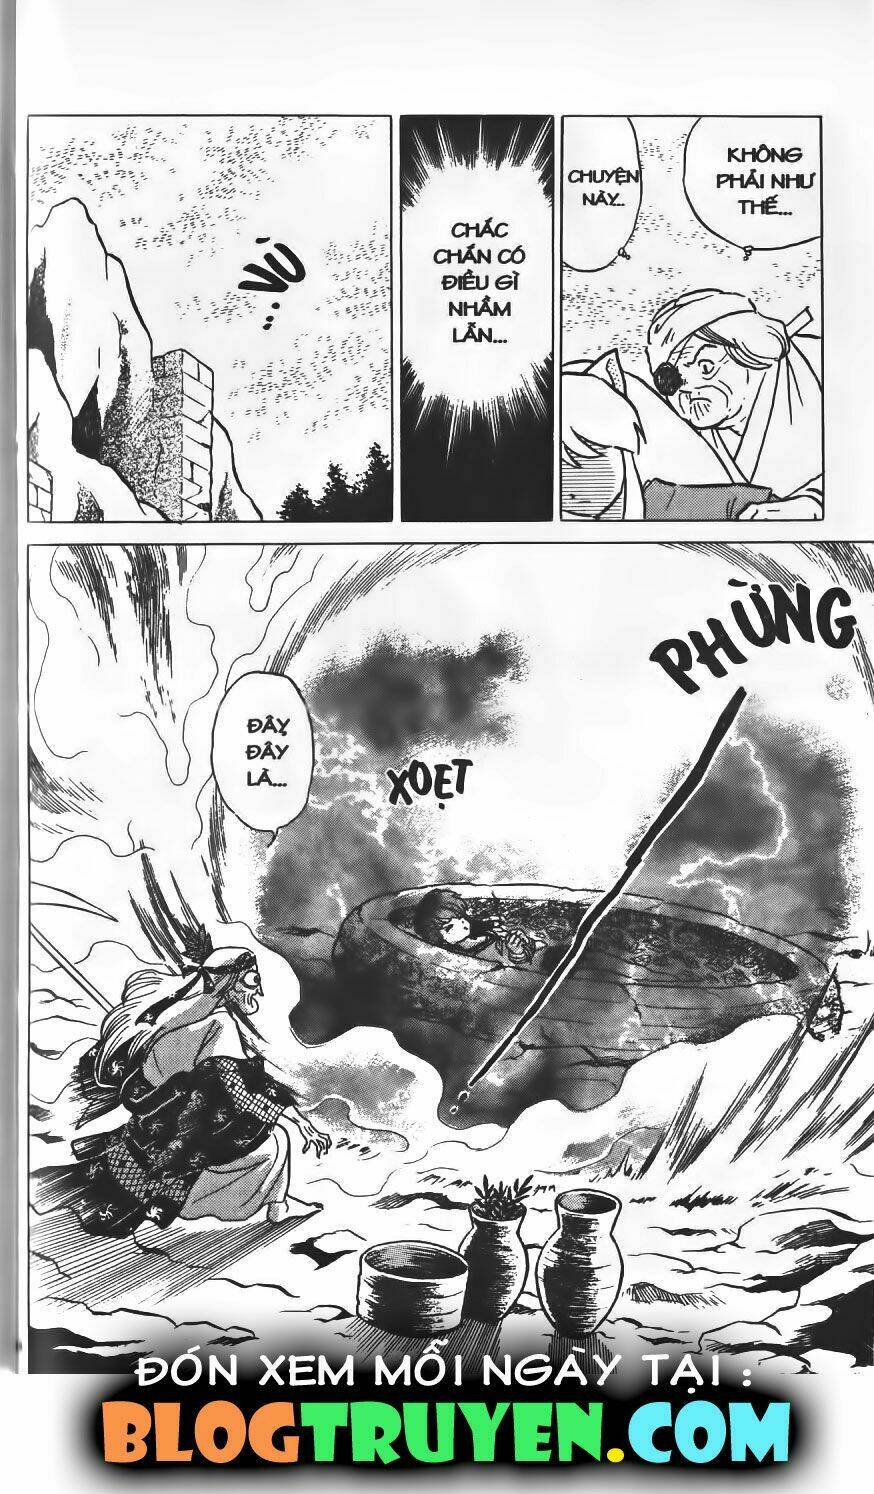 KHÔNG
PHẢI NHƯ
THẾ...
CHUYỆN
NÀY...
CHẮC
CHẮN CÓ
ĐIỀU GÌ
NHẦM
LẪN...
...VÙ
PHỪNG
ĐÂY,
ĐÂY
LÀ...
XOẸT
ĐÓN XEM MỖI NGÀY TẠI :
BLOGTRUYEN.COM